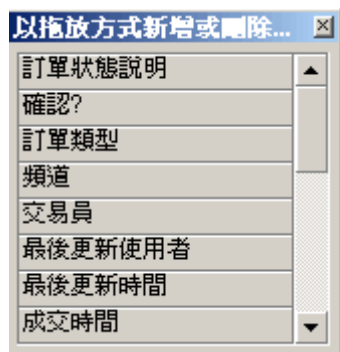 以拖放方式新增或刪除...
訂單狀態說明
確認?
訂單類型
頻道
交易員
最後更新使用者
最後更新時間
成交時間